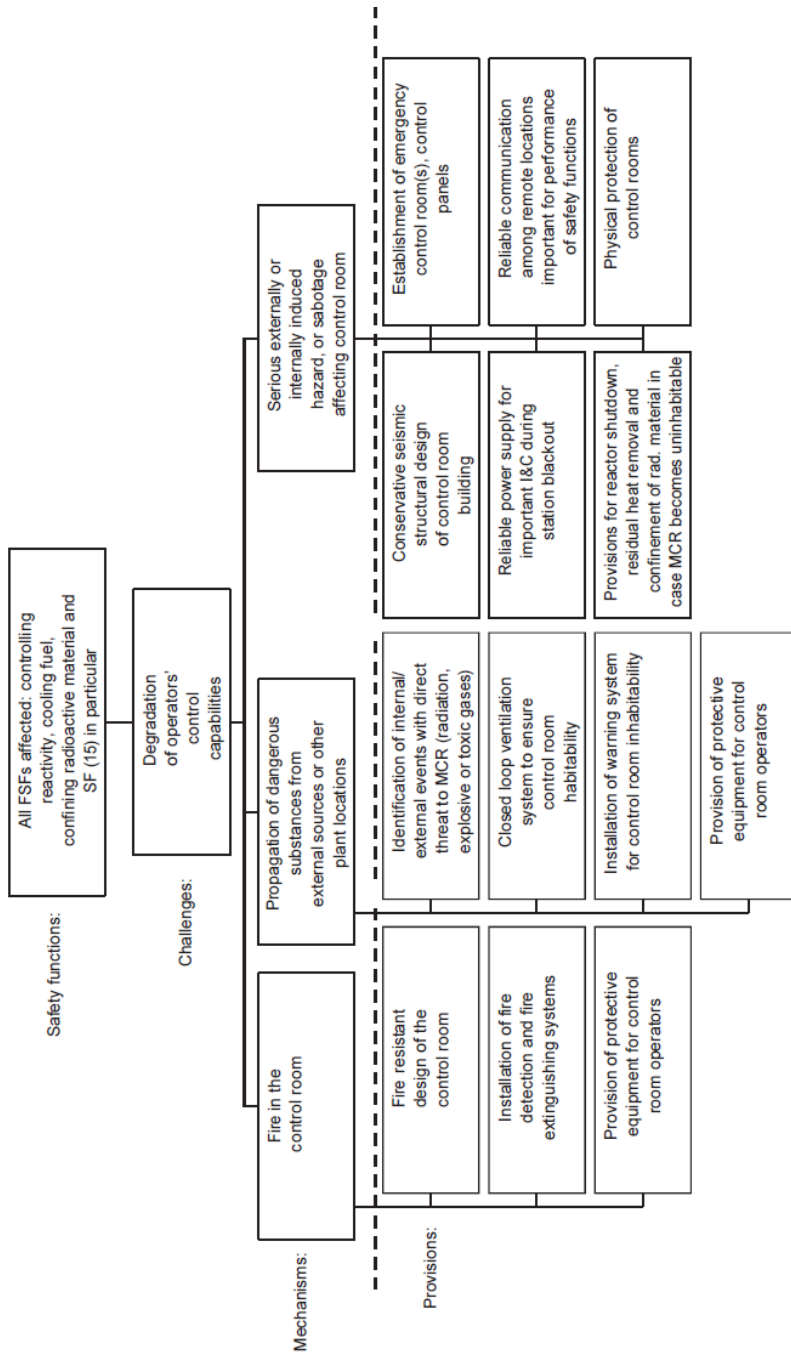 Safety functions:
All FSFs affected: controlling
reactivity, cooling fuel,
confining radioactive material and
SF (15) in particular
Challenges:
Degradation
of operators'
control
capabilities
Mechanisms:
Fire in the
control room
Propagation of dangerous
substances from
external sources or other
plant locations
Serious externally or
internally induced
hazard, or sabotage
affecting control room
Provisions:
Fire resistant
design of the
control room
Installation of fire
detection and fire
extinguishing systems
Provision of protective
equipment for control
room operators
Identification of internal/
external events with direct
threat to MCR (radiation,
explosive or toxic gases)
Closed loop ventilation
system to ensure
control room
habitability
Installation of warning system
for control room inhabitability
Provision of protective
equipment for control
room operators
Conservative seismic
structural design
of control room
building
Reliable power supply for
important I&C during
station blackout
Provisions for reactor shutdown,
residual heat removal and
confinement of rad. material in
case MCR becomes uninhabitable
Establishment of emergency
control room(s), control
panels
Reliable communication
among remote locations
important for performance
of safety functions
Physical protection of
control rooms